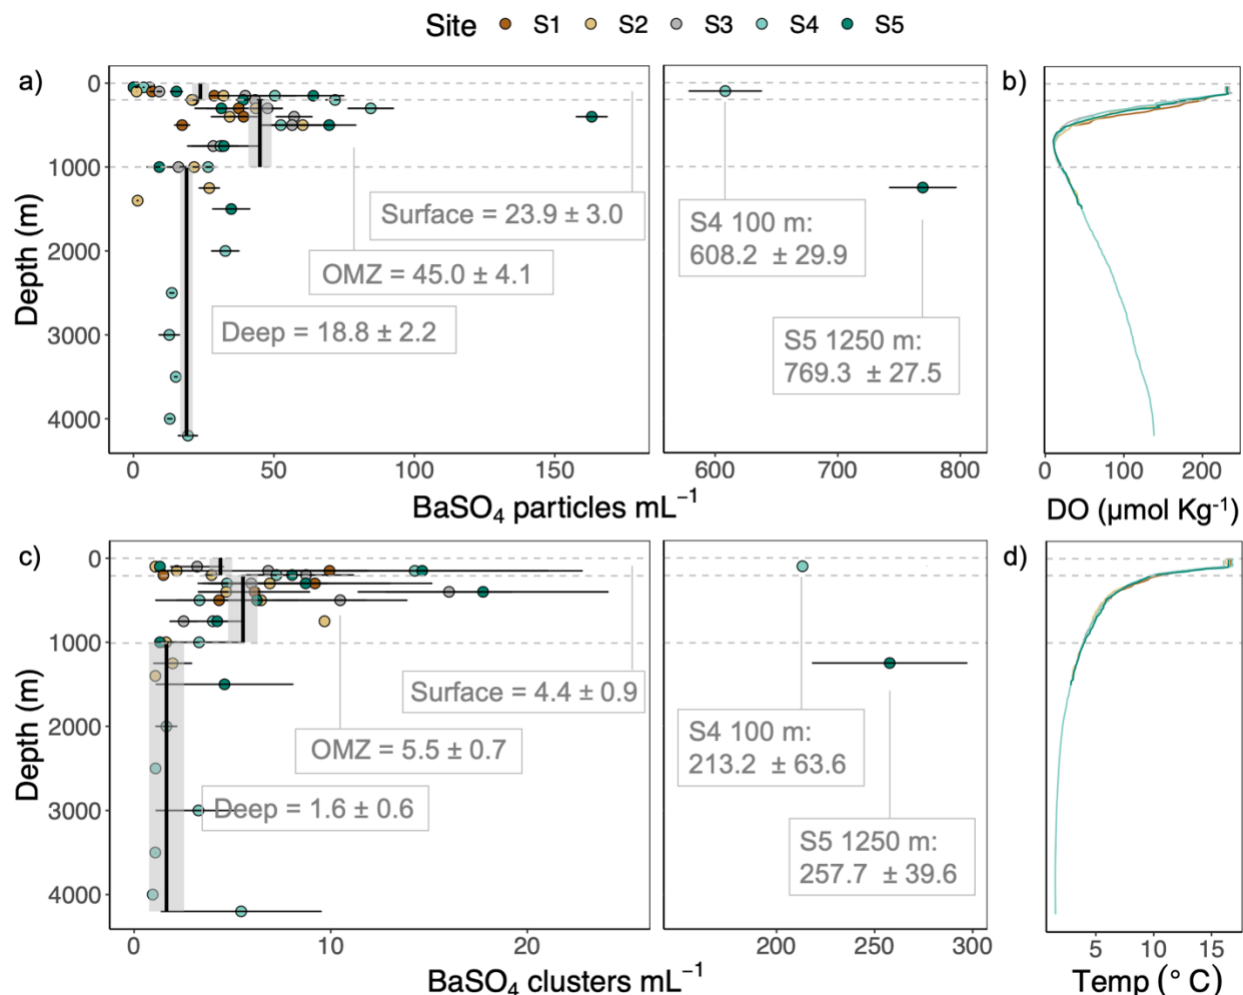 Site S1 S2 S3 S4 S5
a)
0
1000
2000
3000
4000
Depth (m)
Surface = 23.9 ± 3.0
OMZ = 45.0 ± 4.1
Deep = 18.8 ± 2.2
0 50 100 150
S4 100 m:
608.2 ± 29.9
S5 1250 m:
769.3 ± 27.5
600 700 800
BaSO₄ particles mL⁻¹
b)
0 100 200
DO (µmol Kg⁻¹)
c)
0
1000
2000
3000
4000
Depth (m)
Surface = 4.4 ± 0.9
OMZ = 5.5 ± 0.7
Deep = 1.6 ± 0.6
0 10 20
S4 100 m:
213.2 ± 63.6
S5 1250 m:
257.7 ± 39.6
200 250 300
BaSO₄ clusters mL⁻¹
d)
5 10 15
Temp (° C)